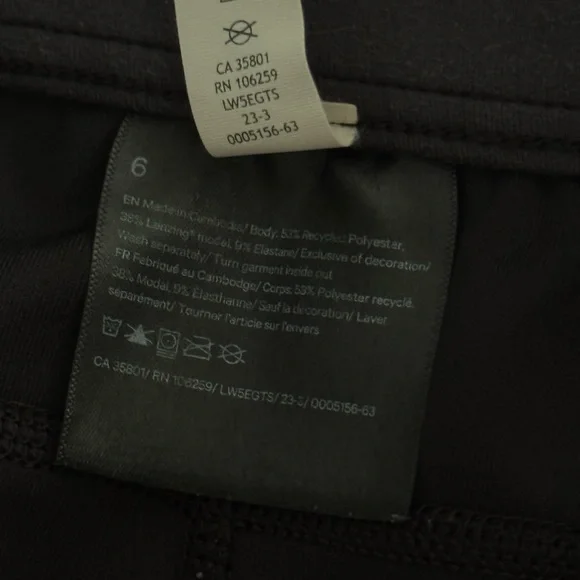 CA 35801
RN 106259
LW5EGTS
23-3
0005156-63
6
EN Made in Cambodia/ Body: 53% Recycled Polyester,
38% Lenzing® modal, 9% Elastane/ Exclusive of decoration/
Wash separately/ Turn garment inside out
FR Fabriqué au Cambodge/ Corps: 53% Polyester recyclé,
38% Modal, 9% Élasthanne/ Sauf la décoration/ Laver
séparément/ Tourner l'article sur l'envers
CA 35801/ RN 106259/ LW5EGTS/ 23-3/ 0005156-63